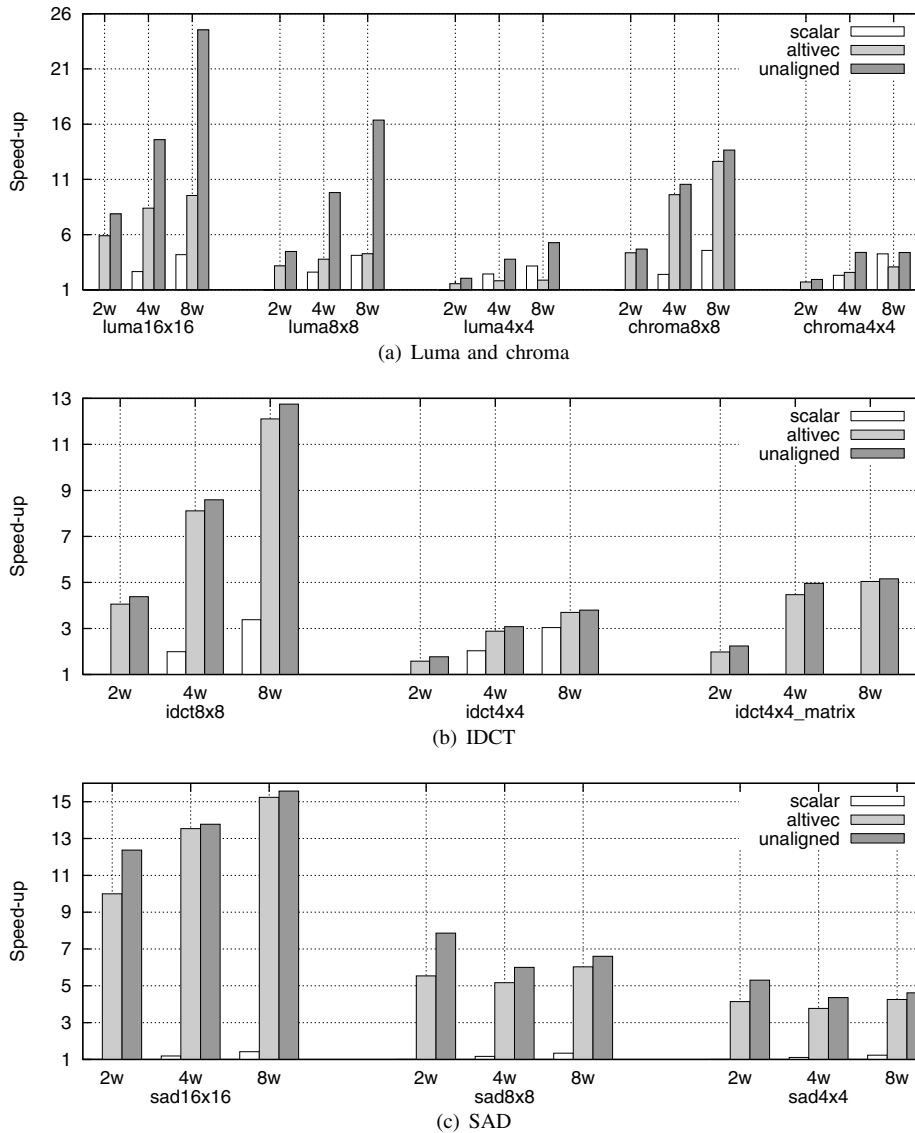 26
21
16
11
6
1
Speed-up
scalar
altivec
unaligned
2w 4w 8w 2w 4w 8w 2w 4w 8w 2w 4w 8w 2w 4w 8w
luma16x16 luma8x8 luma4x4 chroma8x8 chroma4x4
(a) Luma and chroma
13
11
9
7
5
3
1
Speed-up
scalar
altivec
unaligned
2w 4w 8w 2w 4w 8w 2w 4w 8w
idct8x8 idct4x4 idct4x4_matrix
(b) IDCT
15
13
11
9
7
5
3
1
Speed-up
scalar
altivec
unaligned
2w 4w 8w 2w 4w 8w 2w 4w 8w
sad16x16 sad8x8 sad4x4
(c) SAD